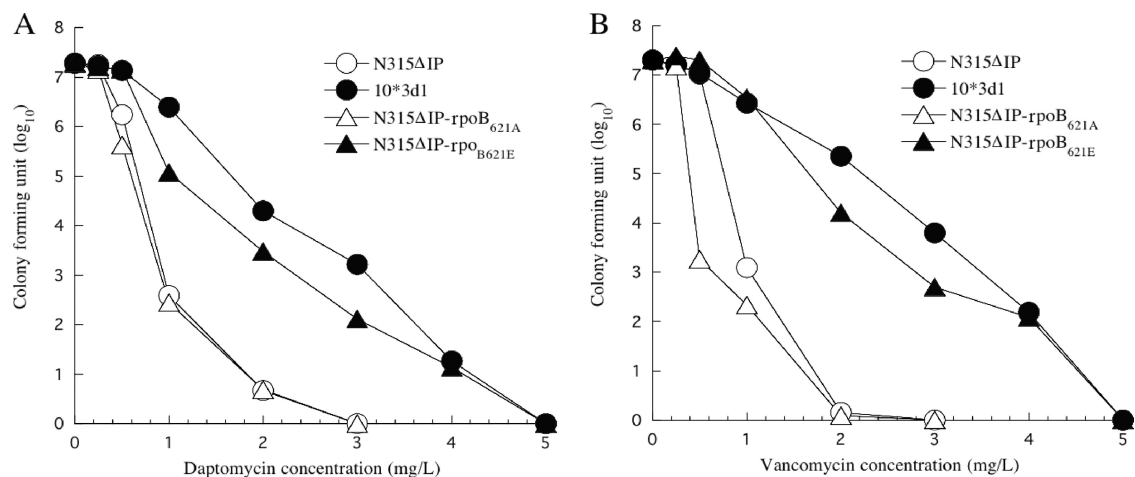 A
8
7
6
5
4
3
2
1
0
Colony forming unit (log10)
N315ΔIP
10*3d1
N315ΔIP-rpoB621A
N315ΔIP-rpoB621E
0 1 2 3 4 5
Daptomycin concentration (mg/L)
B
8
7
6
5
4
3
2
1
0
Colony forming unit (log10)
N315ΔIP
10*3d1
N315ΔIP-rpoB621A
N315ΔIP-rpoB621E
0 1 2 3 4 5
Vancomycin concentration (mg/L)